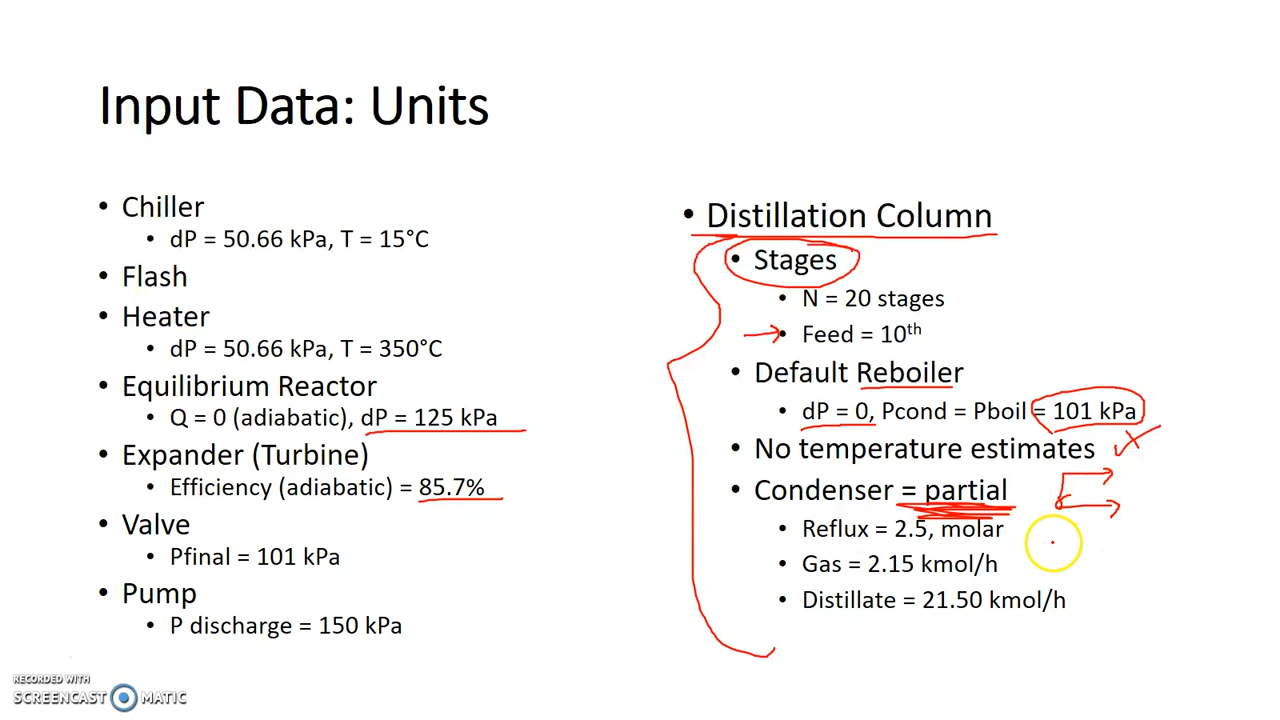 Input Data: Units
• Chiller
• dP = 50.66 kPa, T = 15°C
• Flash
• Heater
• dP = 50.66 kPa, T = 350°C
• Equilibrium Reactor
• Q = 0 (adiabatic), dP = 125 kPa
• Expander (Turbine)
• Efficiency (adiabatic) = 85.7%
• Valve
• Pfinal = 101 kPa
• Pump
• P discharge = 150 kPa
• Distillation Column
• Stages
• N = 20 stages
• Feed = 10th
• Default Reboiler
• dP = 0, Pcond = Pboil = 101 kPa
• No temperature estimates
• Condenser = partial
• Reflux = 2.5, molar
• Gas = 2.15 kmol/h
• Distillate = 21.50 kmol/h
RECORDED WITH
SCREENCAST MATIC